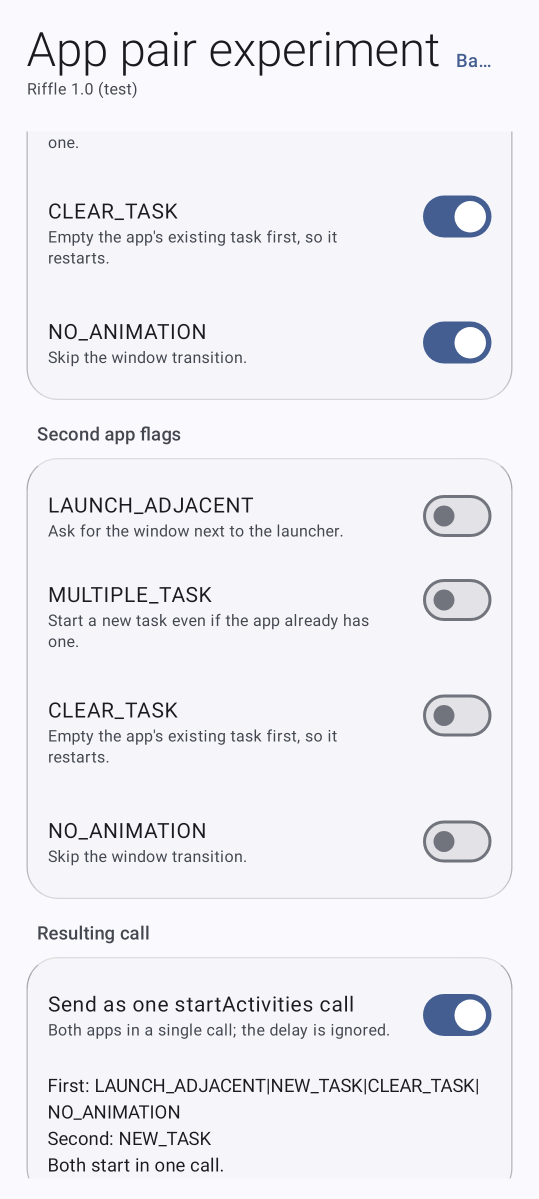 App pair experiment Ba...
Riffle 1.0 (test)
one.
CLEAR_TASK
Empty the app's existing task first, so it
restarts.
NO_ANIMATION
Skip the window transition.
Second app flags
LAUNCH_ADJACENT
Ask for the window next to the launcher.
MULTIPLE_TASK
Start a new task even if the app already has
one.
CLEAR_TASK
Empty the app's existing task first, so it
restarts.
NO_ANIMATION
Skip the window transition.
Resulting call
Send as one startActivities call
Both apps in a single call; the delay is ignored.
First: LAUNCH_ADJACENT|NEW_TASK|CLEAR_TASK|
NO_ANIMATION
Second: NEW_TASK
Both start in one call.